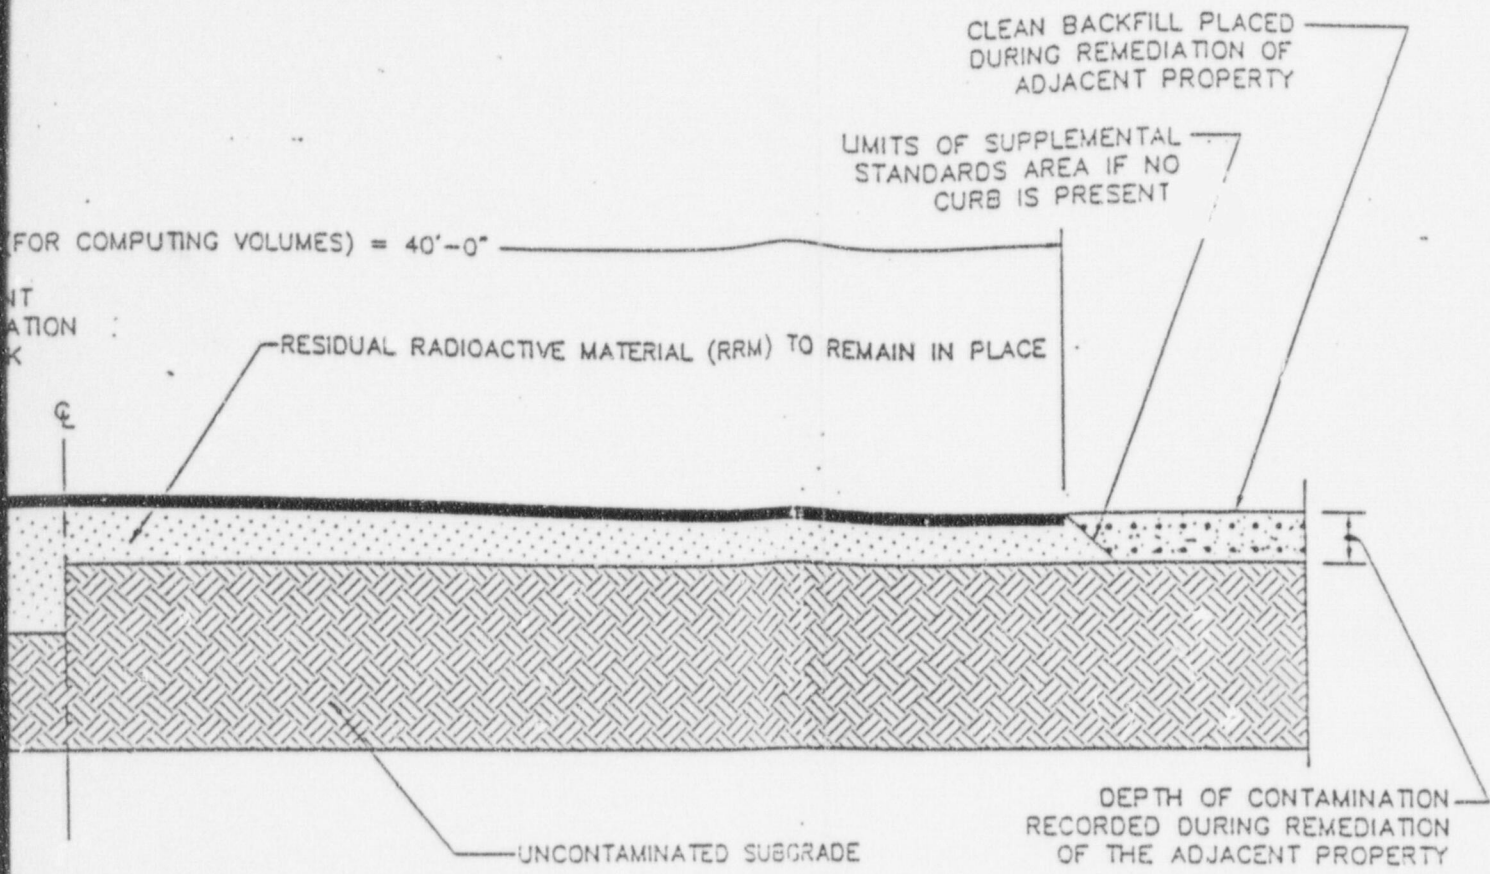 CLEAN BACKFILL PLACED
DURING REMEDIATION OF
ADJACENT PROPERTY
LIMITS OF SUPPLEMENTAL
STANDARDS AREA IF NO
CURB IS PRESENT
(FOR COMPUTING VOLUMES) = 40'-0"
NT
ATION
K
RESIDUAL RADIOACTIVE MATERIAL (RRM) TO REMAIN IN PLACE
℄
DEPTH OF CONTAMINATION
RECORDED DURING REMEDIATION
OF THE ADJACENT PROPERTY
UNCONTAMINATED SUBGRADE